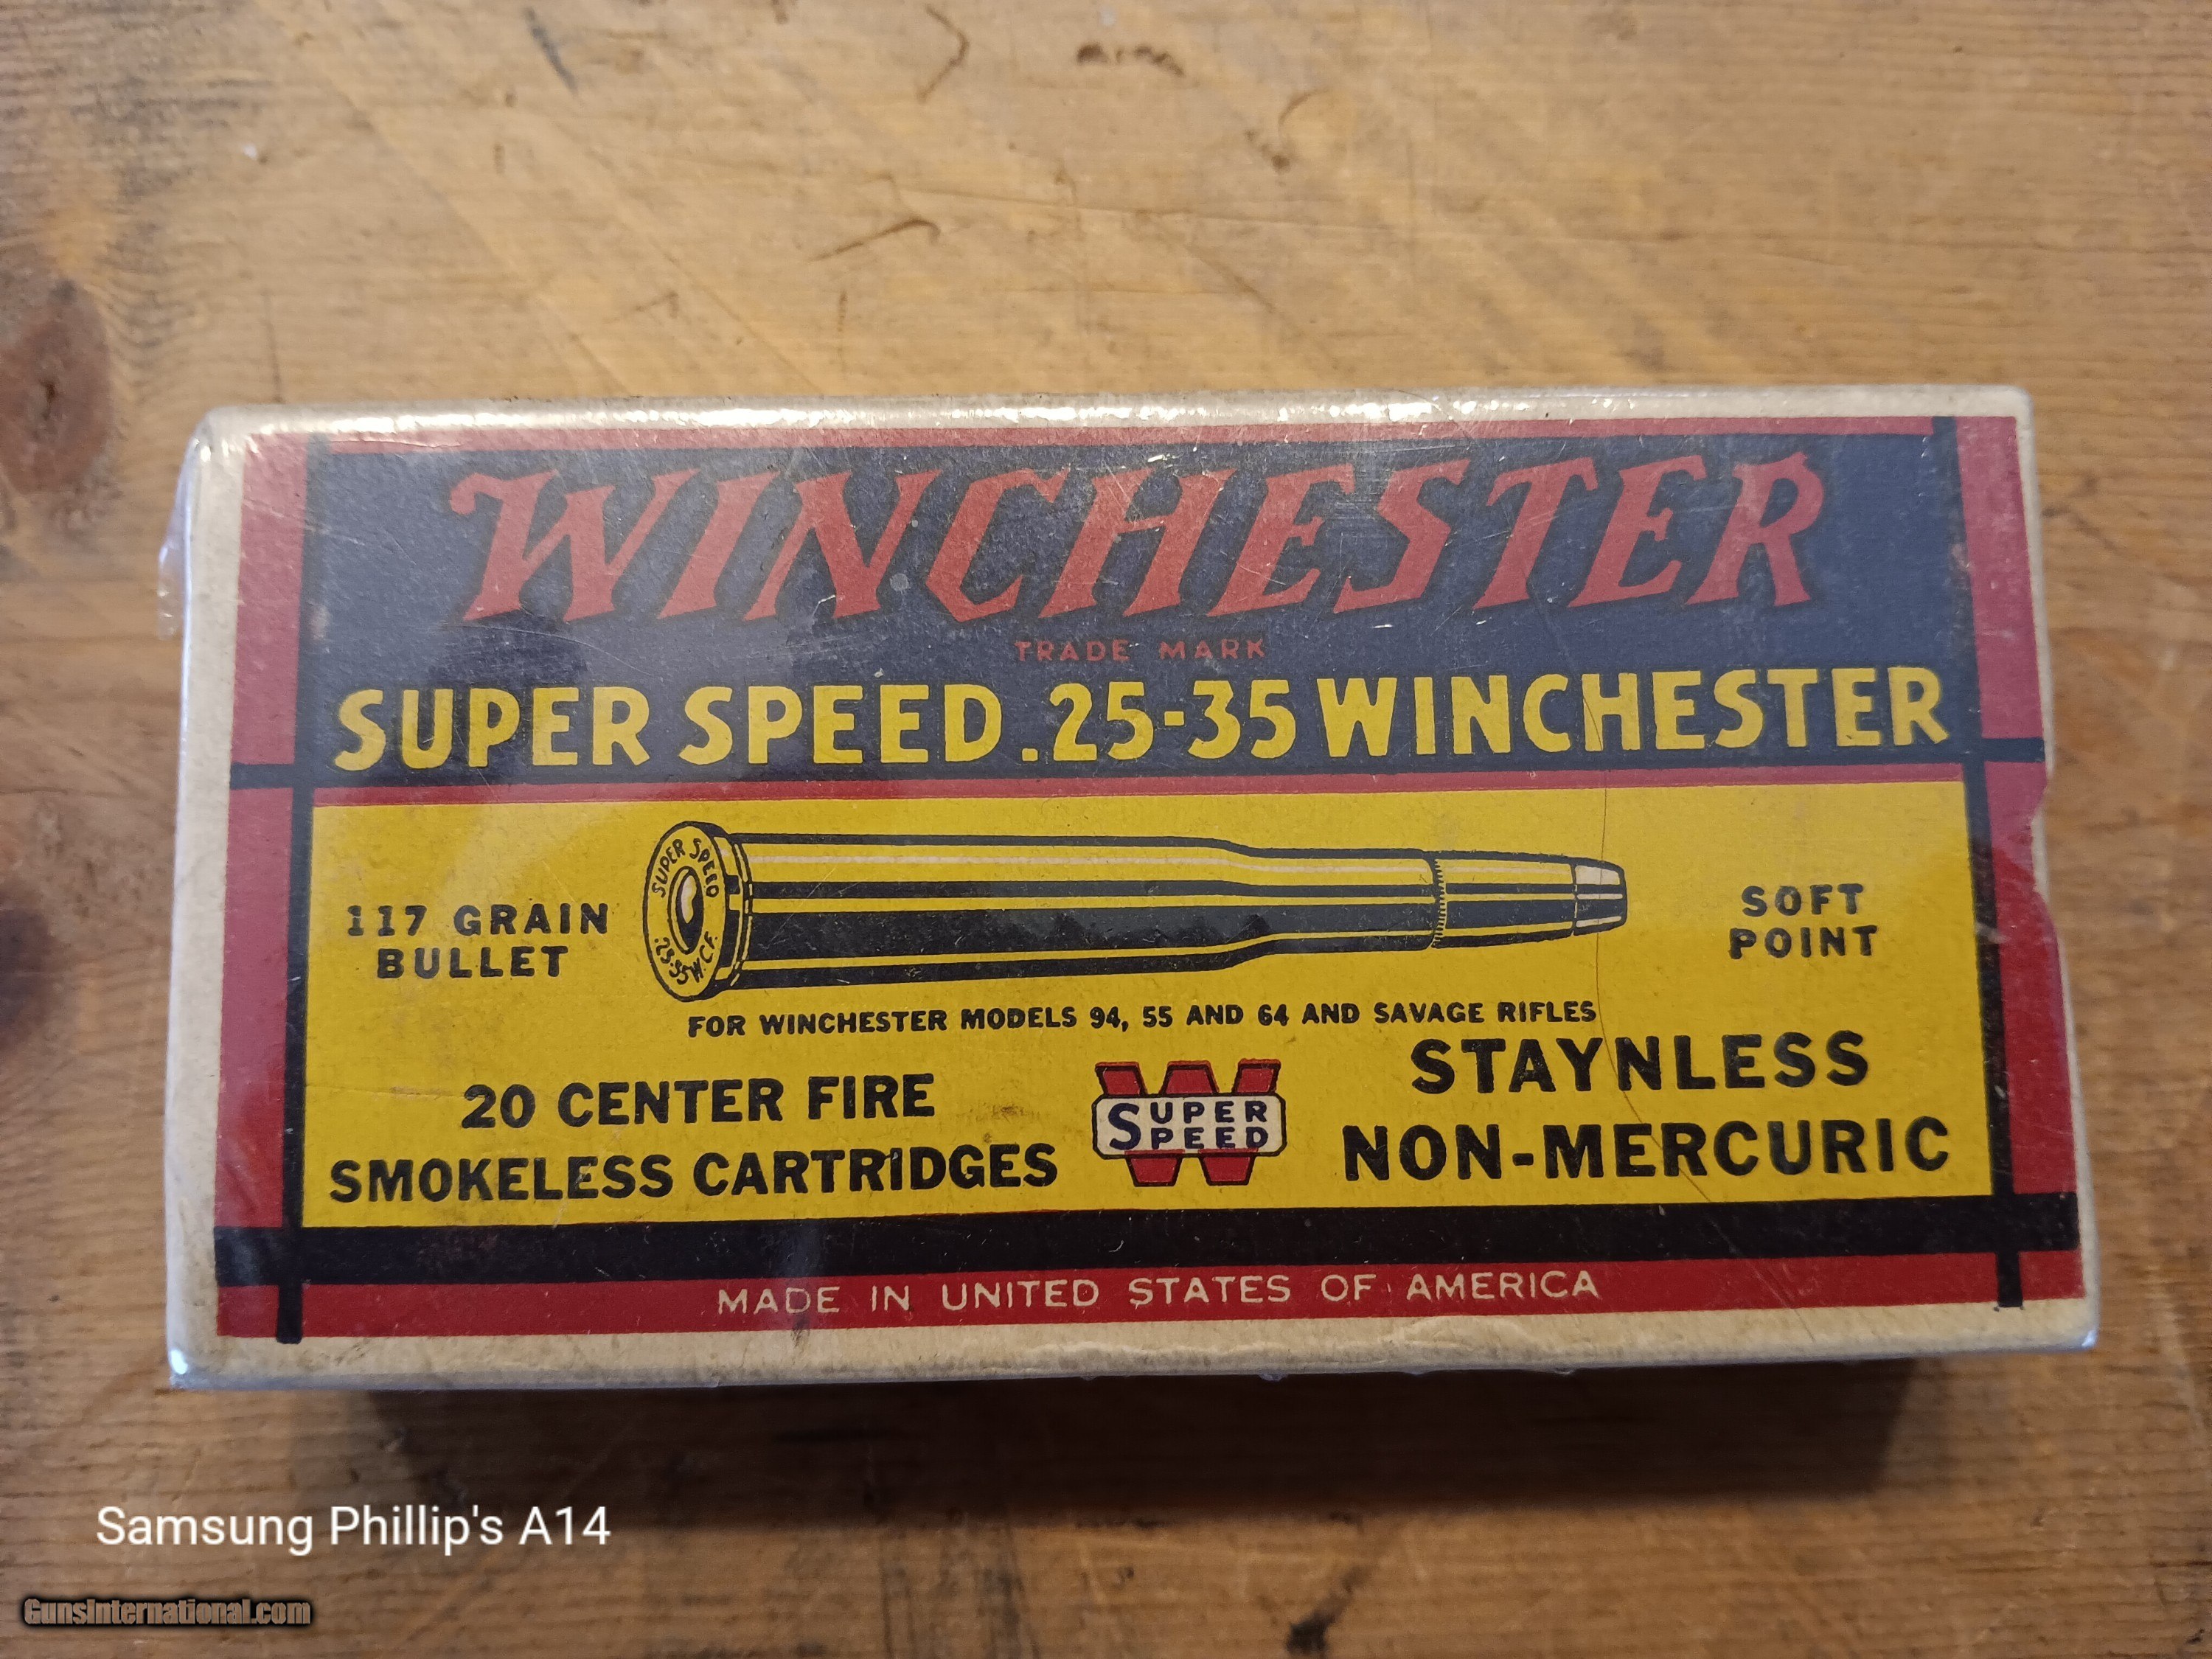 WINCHESTER
TRADE MARK
SUPER SPEED .25-35 WINCHESTER
117 GRAIN
BULLET
SUPER SPEED
.25-35 W.C.F.
SOFT
POINT
FOR WINCHESTER MODELS 94, 55 AND 64 AND SAVAGE RIFLES
20 CENTER FIRE
SMOKELESS CARTRIDGES
W
SUPER
SPEED
STAYNLESS
NON-MERCURIC
MADE IN UNITED STATES OF AMERICA
Samsung Phillip's A14
GunsInternational.com